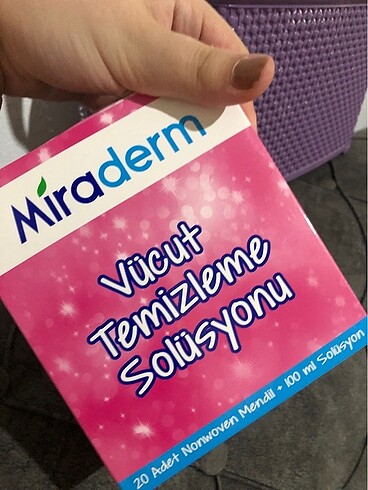 Miraderm
Vücut
Temizleme
Solüsyonu
20 Adet Nonwoven Mendil + 100 ml Solüsyon